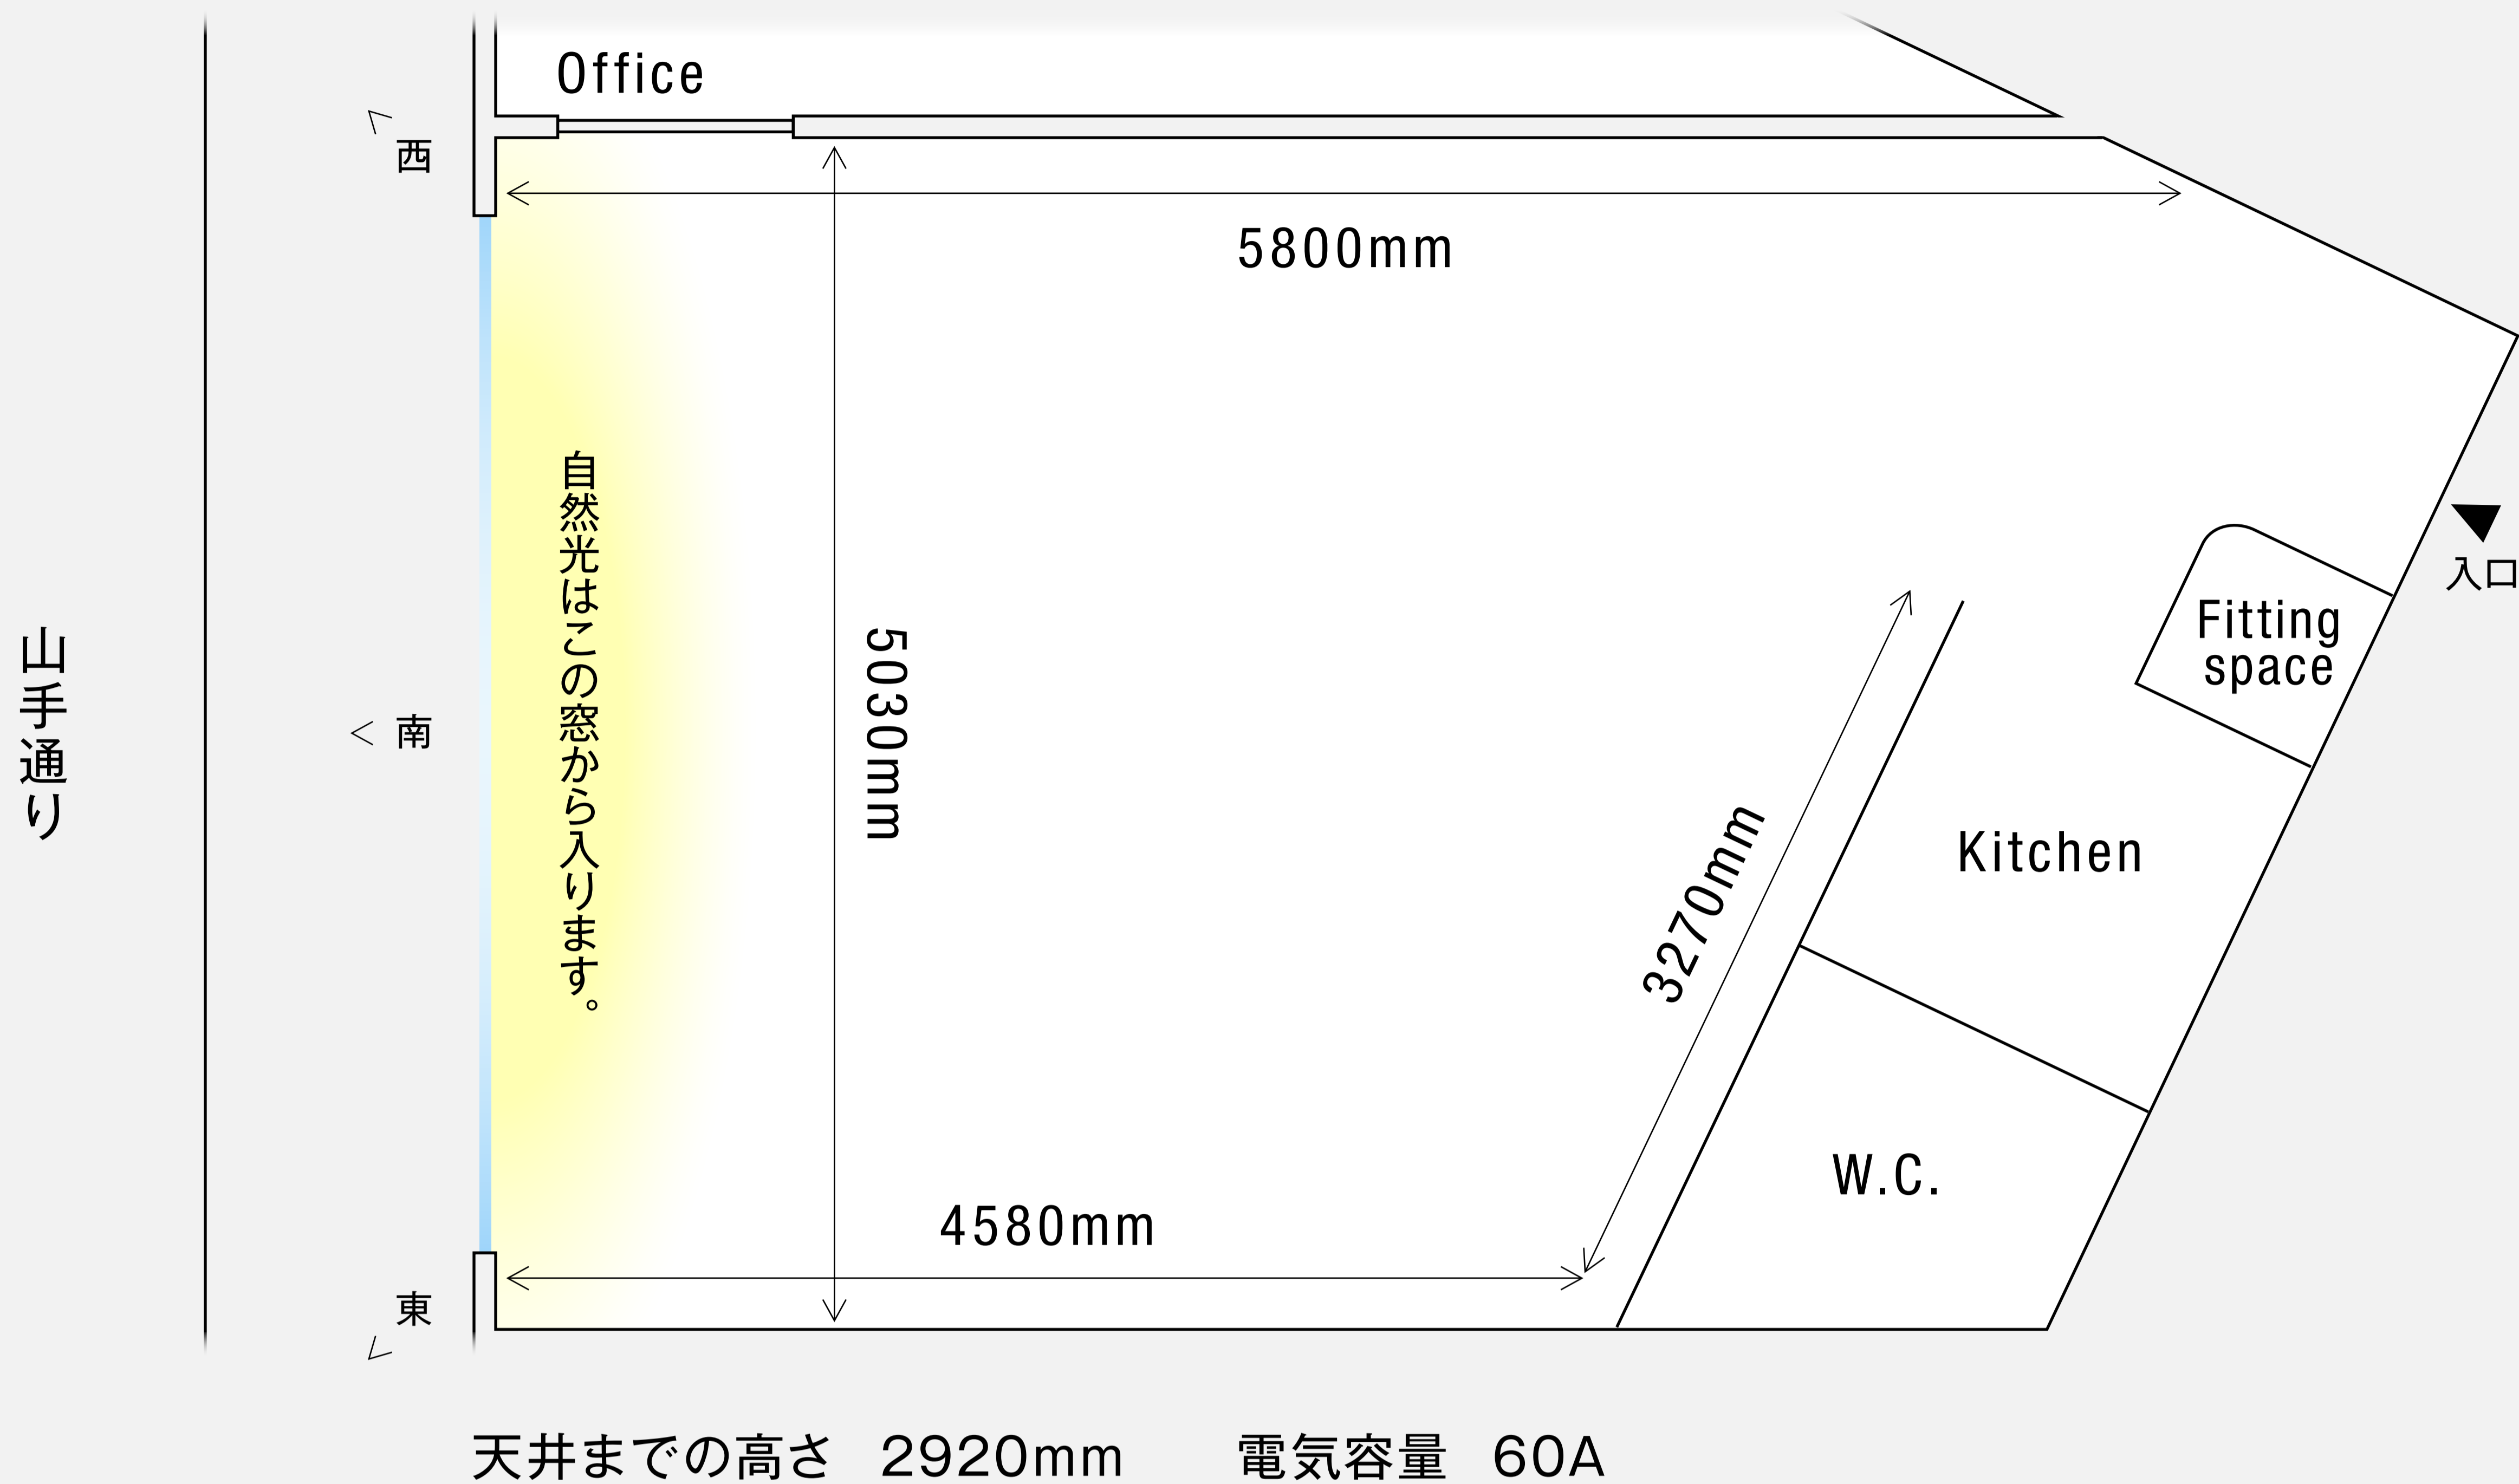 Office
西
5800mm
自然光はこの窓から入ります。
5030mm
入口
Fitting
space
山手通り
南
3270mm
Kitchen
W.C.
4580mm
東
天井までの高さ　2920mm　　電気容量　60A